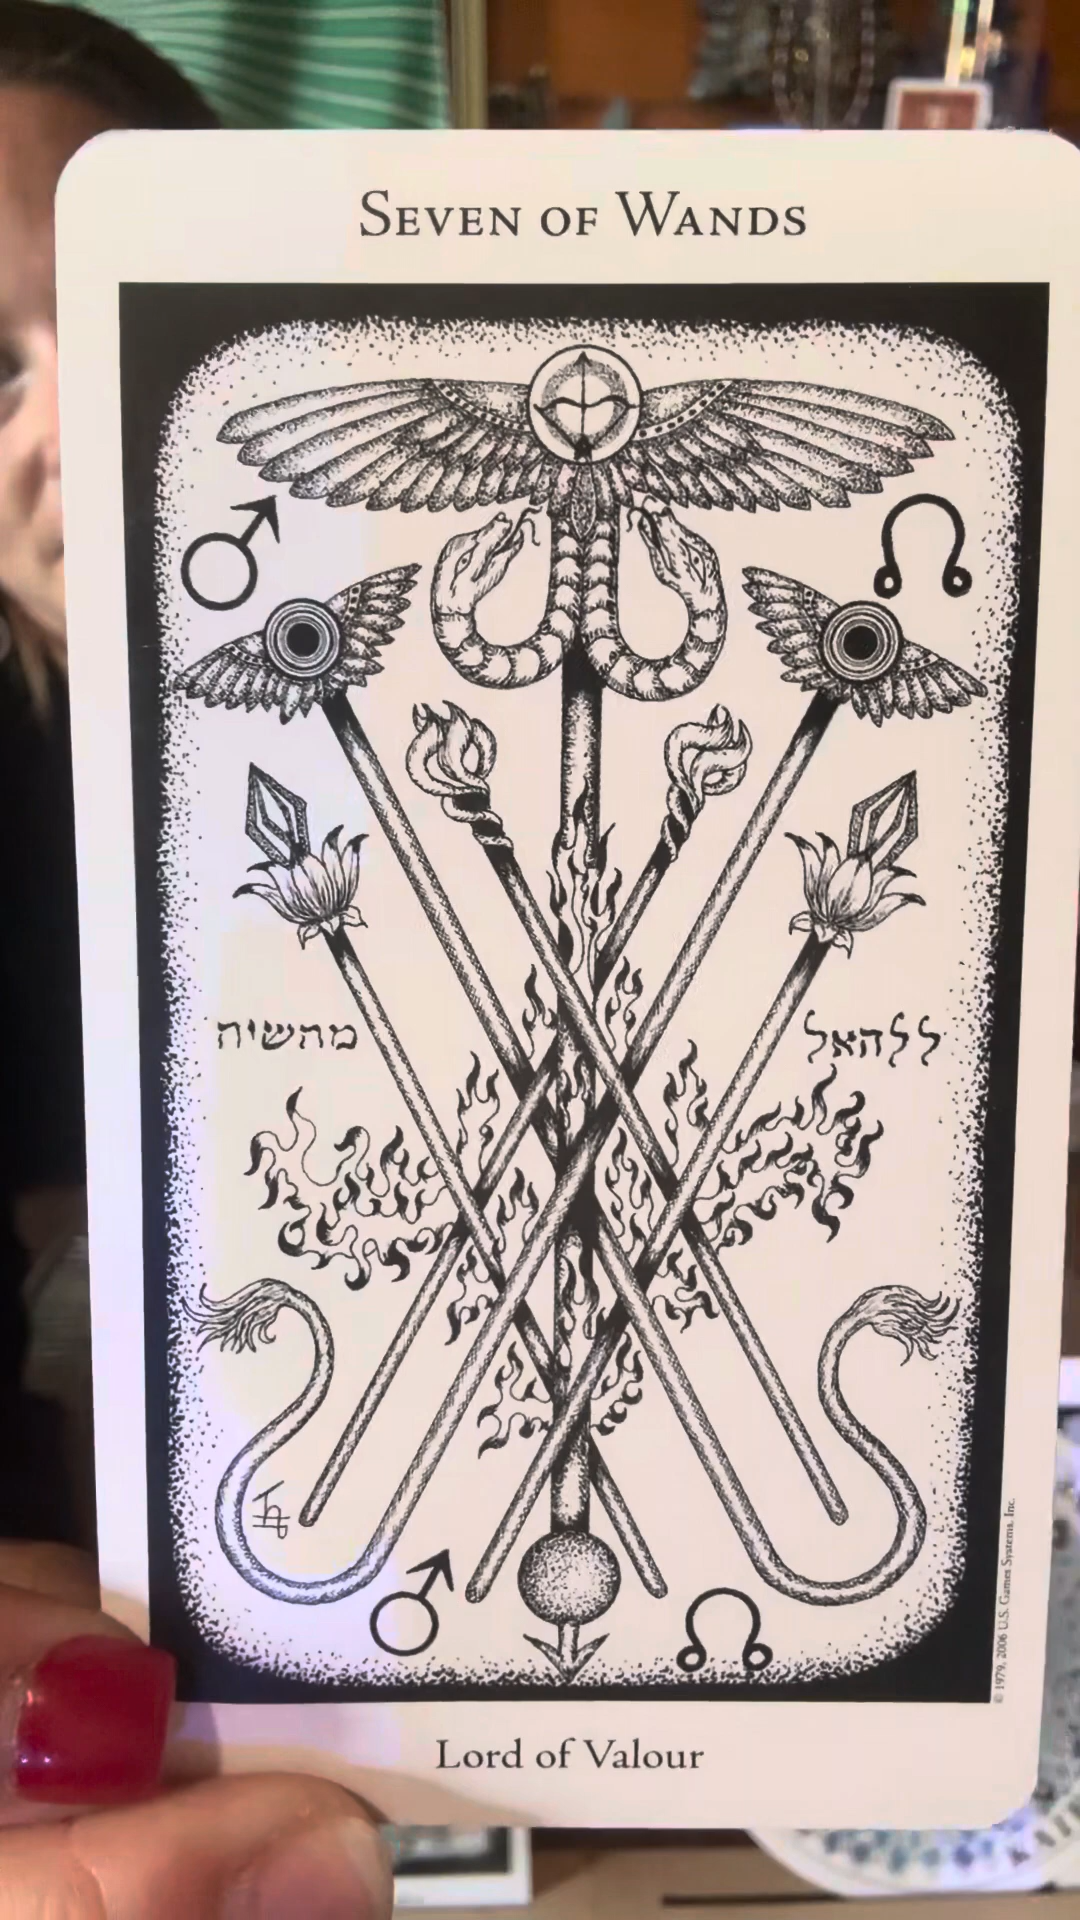 Seven of Wands
מהשיה
ללהאל
© 1979, 2006 U.S. Games Systems, Inc.
Lord of Valour